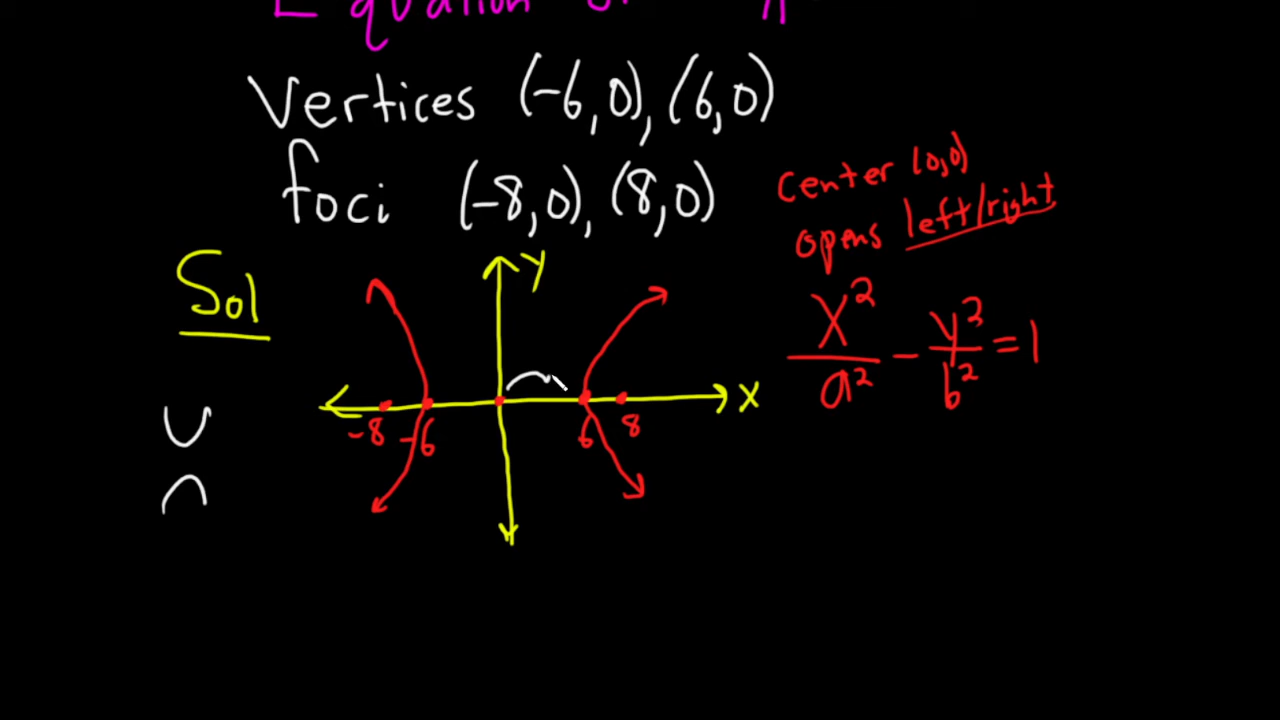 Equation
Vertices (-6,0), (6,0)
foci (-8,0), (8,0)
Center (0,0)
opens left/right
Sol
y
x²/a² - y²/b² = 1
x
-8 -6 6 8